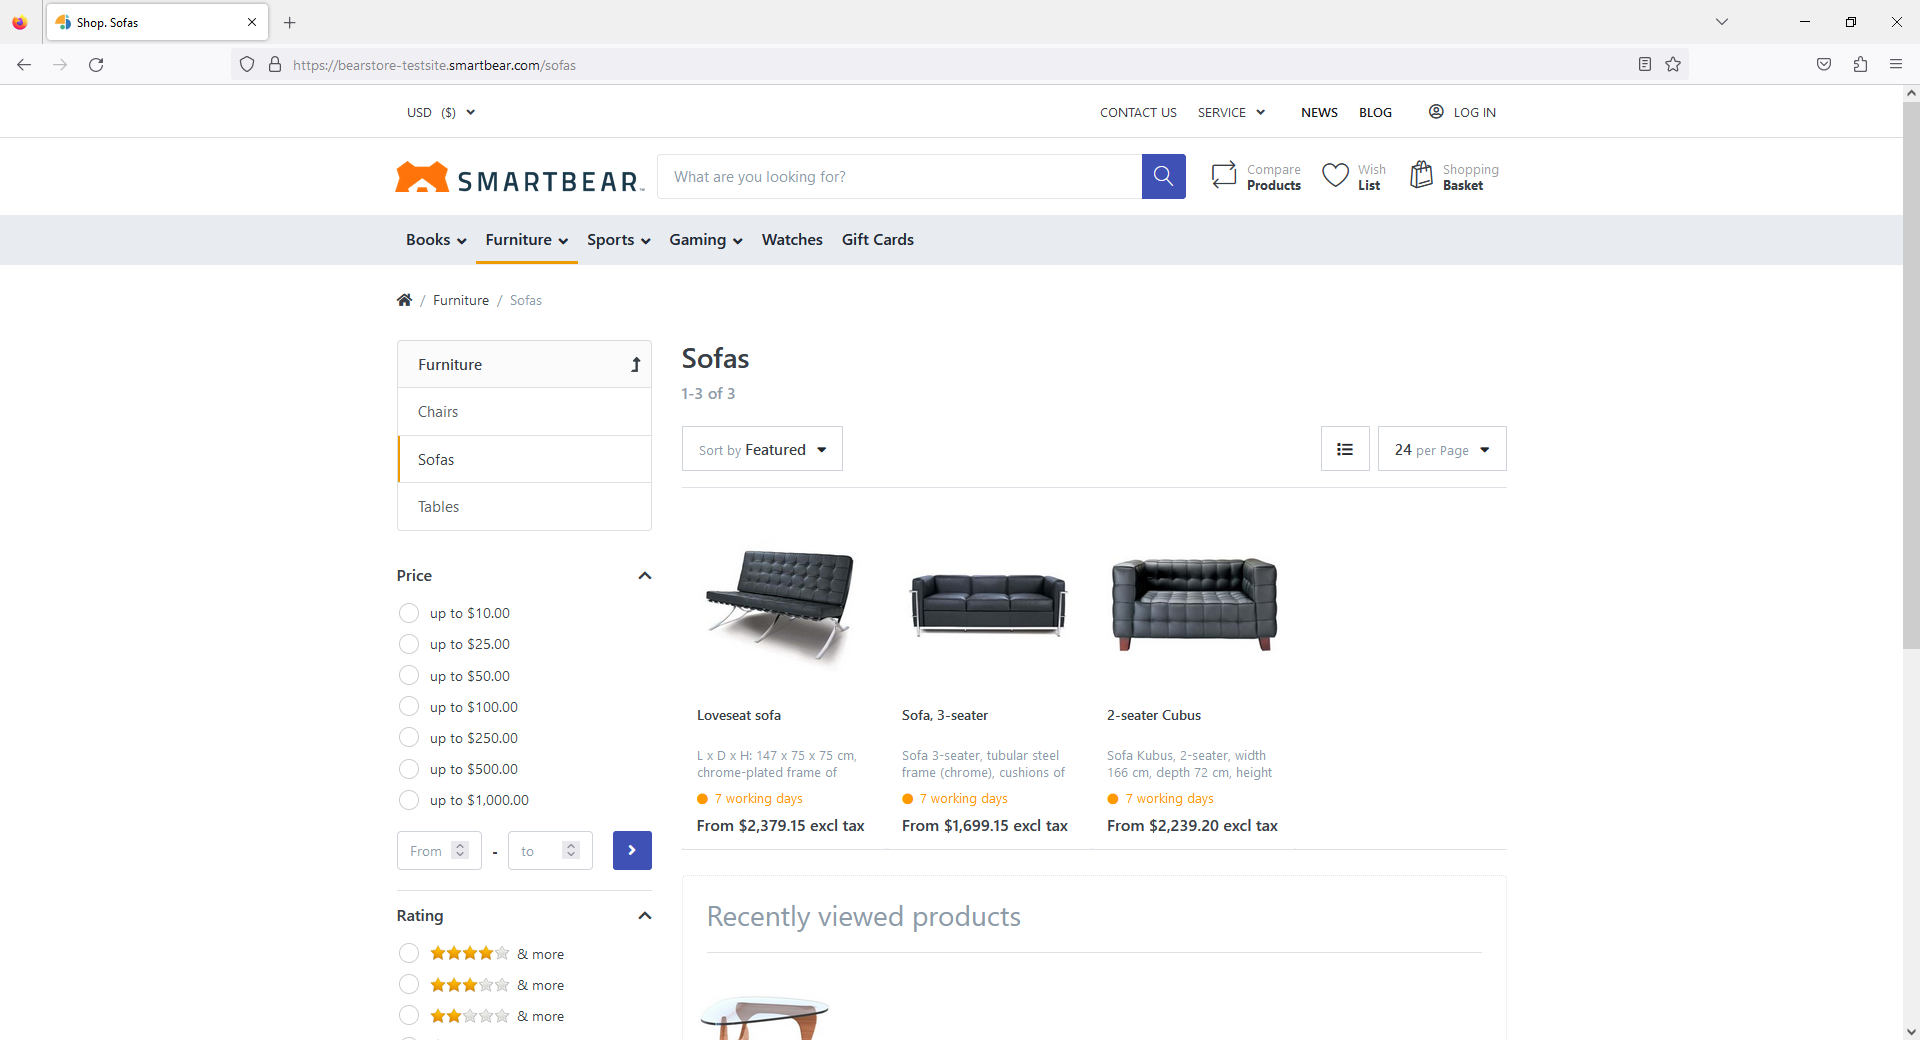 Shop. Sofas
https://bearstore-testsite.smartbear.com/sofas
USD ($)
CONTACT US SERVICE NEWS BLOG LOG IN
SMARTBEAR
What are you looking for?
Compare Products
Wish List
Shopping Basket
Books Furniture Sports Gaming Watches Gift Cards
/ Furniture / Sofas
Furniture
Chairs
Sofas
Tables
Price
up to $10.00
up to $25.00
up to $50.00
up to $100.00
up to $250.00
up to $500.00
up to $1,000.00
From - to
Rating
& more
& more
& more
Sofas
1-3 of 3
Sort by Featured
24 per Page
Loveseat sofa
L x D x H: 147 x 75 x 75 cm,
chrome-plated frame of
7 working days
From $2,379.15 excl tax
Sofa, 3-seater
Sofa 3-seater, tubular steel
frame (chrome), cushions of
7 working days
From $1,699.15 excl tax
2-seater Cubus
Sofa Kubus, 2-seater, width
166 cm, depth 72 cm, height
7 working days
From $2,239.20 excl tax
Recently viewed products